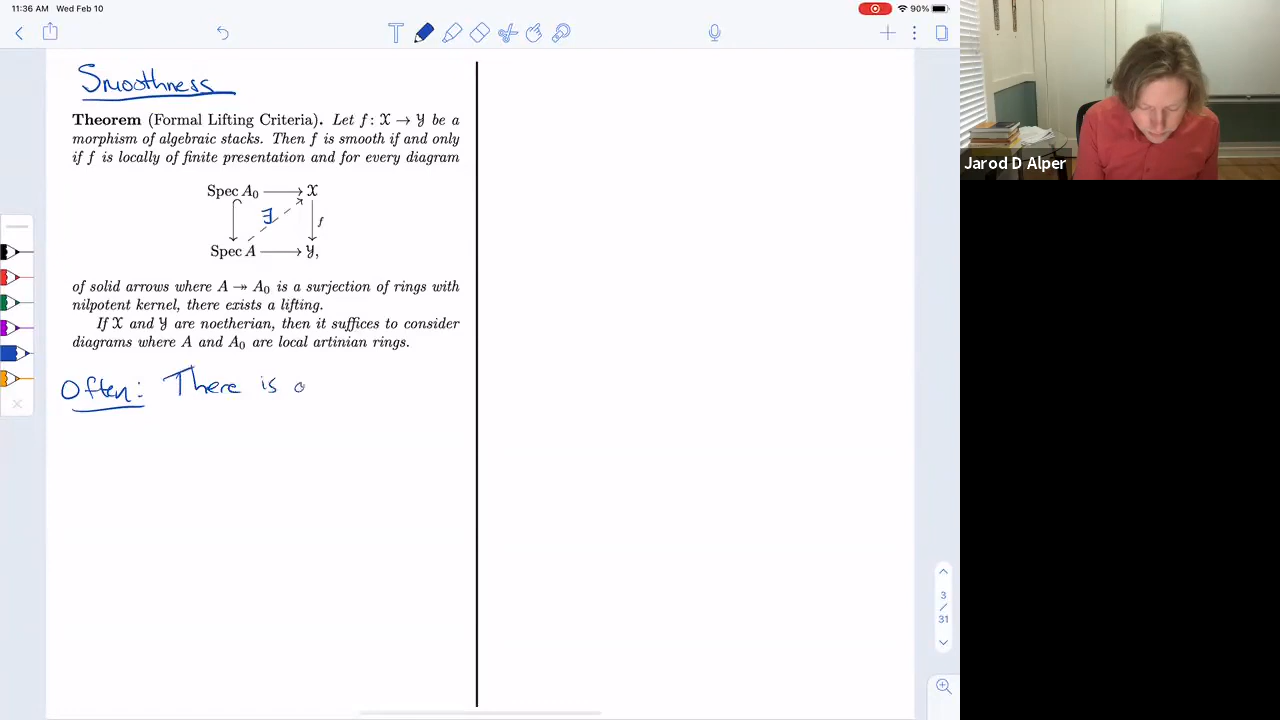 11:36 AM Wed Feb 10
90%
Smoothness
Theorem (Formal Lifting Criteria). Let f: 𝒳 → 𝒴 be a
morphism of algebraic stacks. Then f is smooth if and only
if f is locally of finite presentation and for every diagram
Spec A₀ → 𝒳
∃
f
Spec A → 𝒴,
of solid arrows where A ↠ A₀ is a surjection of rings with
nilpotent kernel, there exists a lifting.
If 𝒳 and 𝒴 are noetherian, then it suffices to consider
diagrams where A and A₀ are local artinian rings.
Often: There is
3
/
31
Jarod D Alper